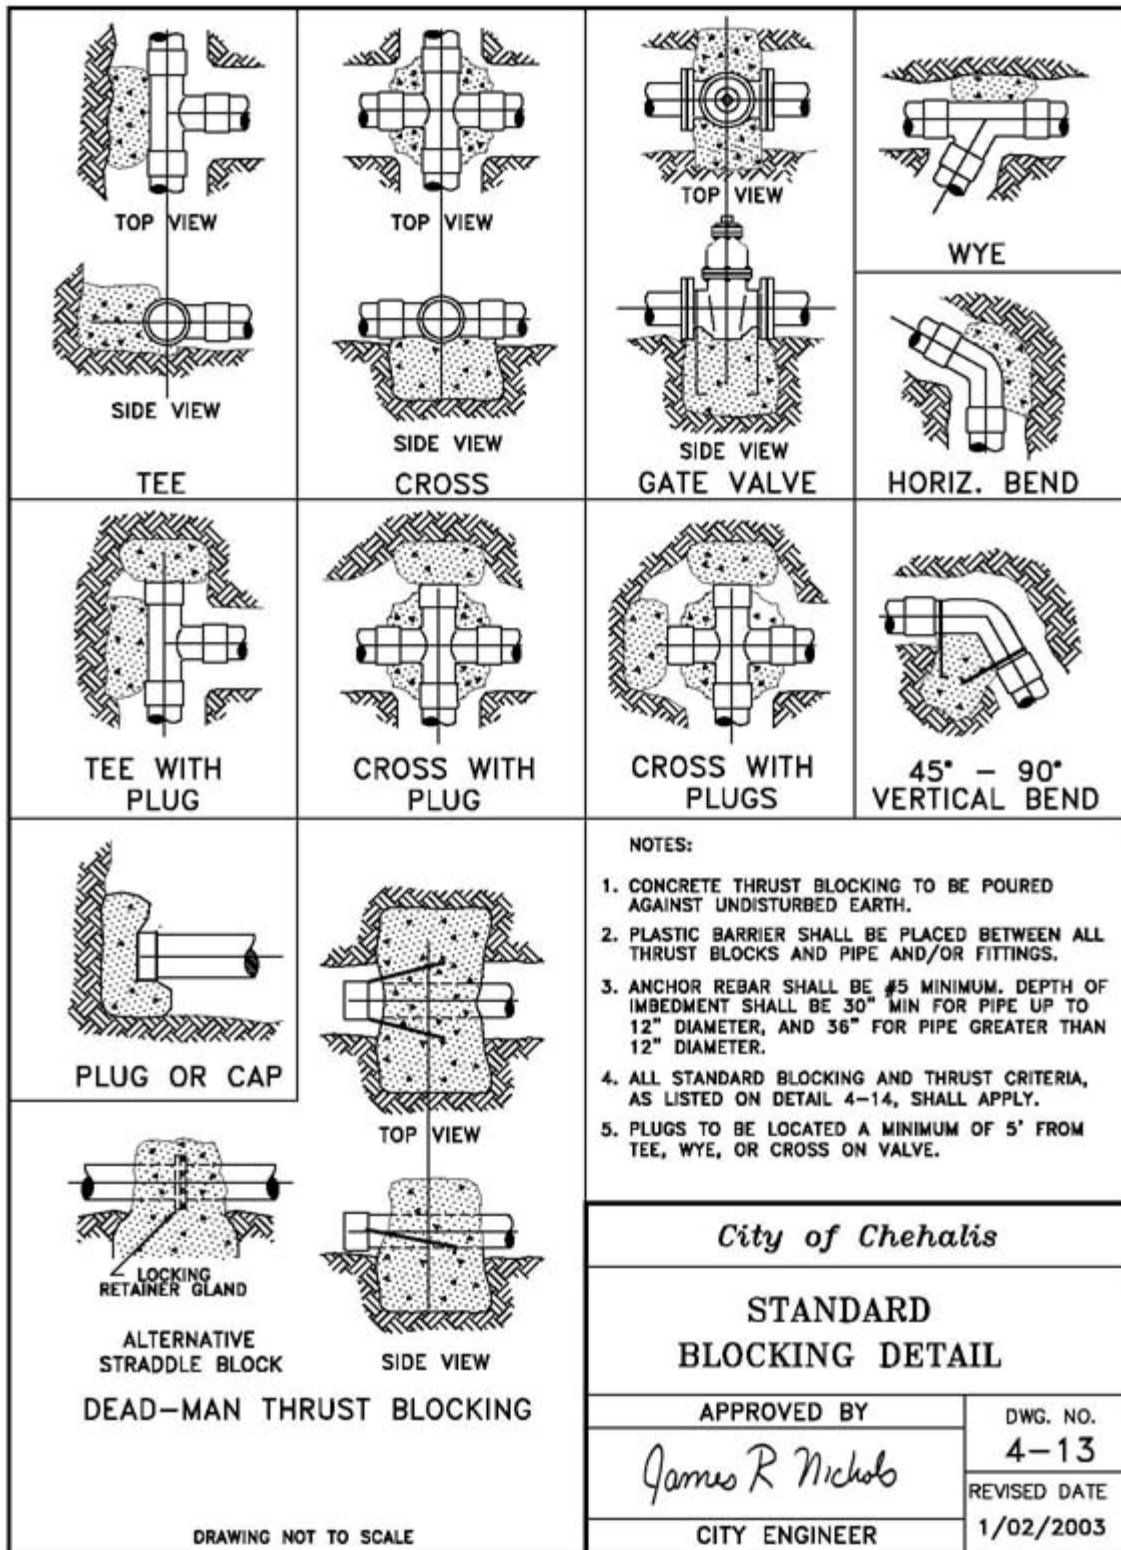 TOP VIEW
SIDE VIEW
TEE
TOP VIEW
SIDE VIEW
CROSS
TOP VIEW
SIDE VIEW
GATE VALVE
WYE
HORIZ. BEND
TEE WITH
PLUG
CROSS WITH
PLUG
CROSS WITH
PLUGS
45° - 90°
VERTICAL BEND
PLUG OR CAP
TOP VIEW
LOCKING
RETAINER GLAND
ALTERNATIVE
STRADDLE BLOCK
SIDE VIEW
DEAD-MAN THRUST BLOCKING
DRAWING NOT TO SCALE
NOTES:
1. CONCRETE THRUST BLOCKING TO BE POURED
AGAINST UNDISTURBED EARTH.
2. PLASTIC BARRIER SHALL BE PLACED BETWEEN ALL
THRUST BLOCKS AND PIPE AND/OR FITTINGS.
3. ANCHOR REBAR SHALL BE #5 MINIMUM. DEPTH OF
IMBEDMENT SHALL BE 30" MIN FOR PIPE UP TO
12" DIAMETER, AND 36" FOR PIPE GREATER THAN
12" DIAMETER.
4. ALL STANDARD BLOCKING AND THRUST CRITERIA,
AS LISTED ON DETAIL 4-14, SHALL APPLY.
5. PLUGS TO BE LOCATED A MINIMUM OF 5' FROM
TEE, WYE, OR CROSS ON VALVE.
City of Chehalis
STANDARD
BLOCKING DETAIL
APPROVED BY
James R Nichols
CITY ENGINEER
DWG. NO.
4-13
REVISED DATE
1/02/2003